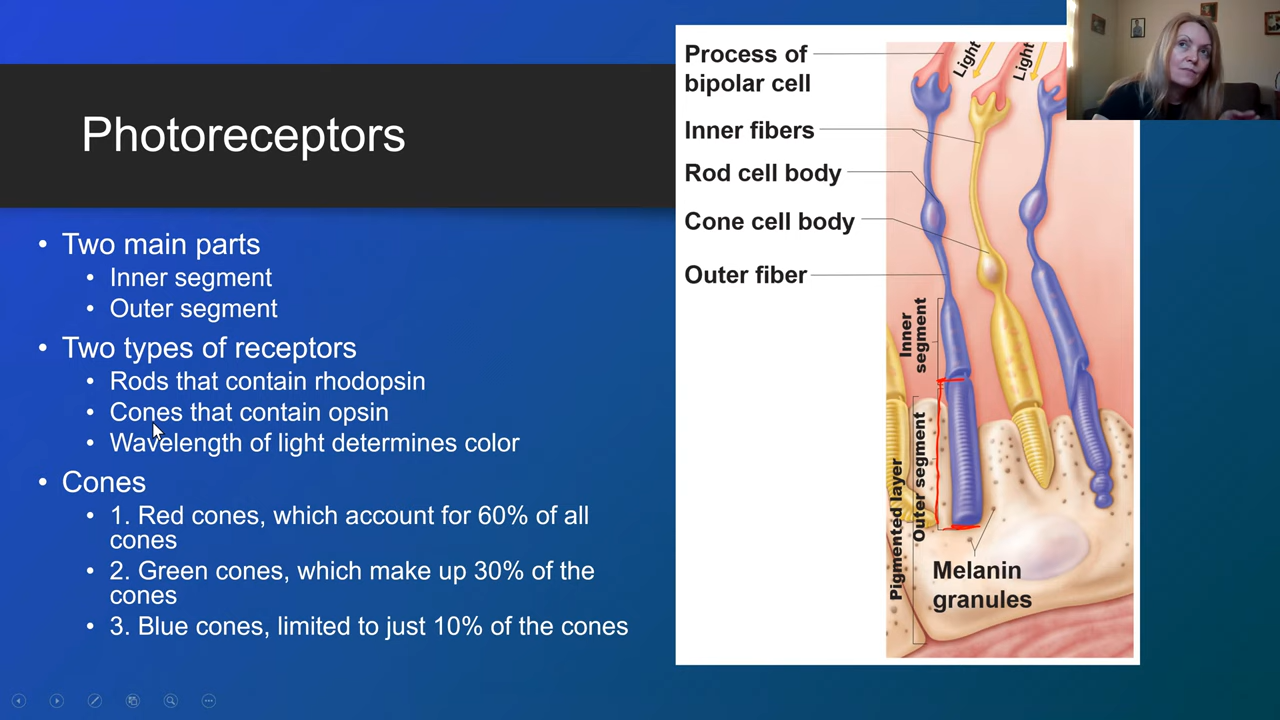 Photoreceptors
• Two main parts
• Inner segment
• Outer segment
• Two types of receptors
• Rods that contain rhodopsin
• Cones that contain opsin
• Wavelength of light determines color
• Cones
• 1. Red cones, which account for 60% of all
cones
• 2. Green cones, which make up 30% of the
cones
• 3. Blue cones, limited to just 10% of the cones
Process of
bipolar cell
Light
Light
Inner fibers
Rod cell body
Cone cell body
Outer fiber
Inner
segment
Outer segment
Pigmented layer
Melanin
granules